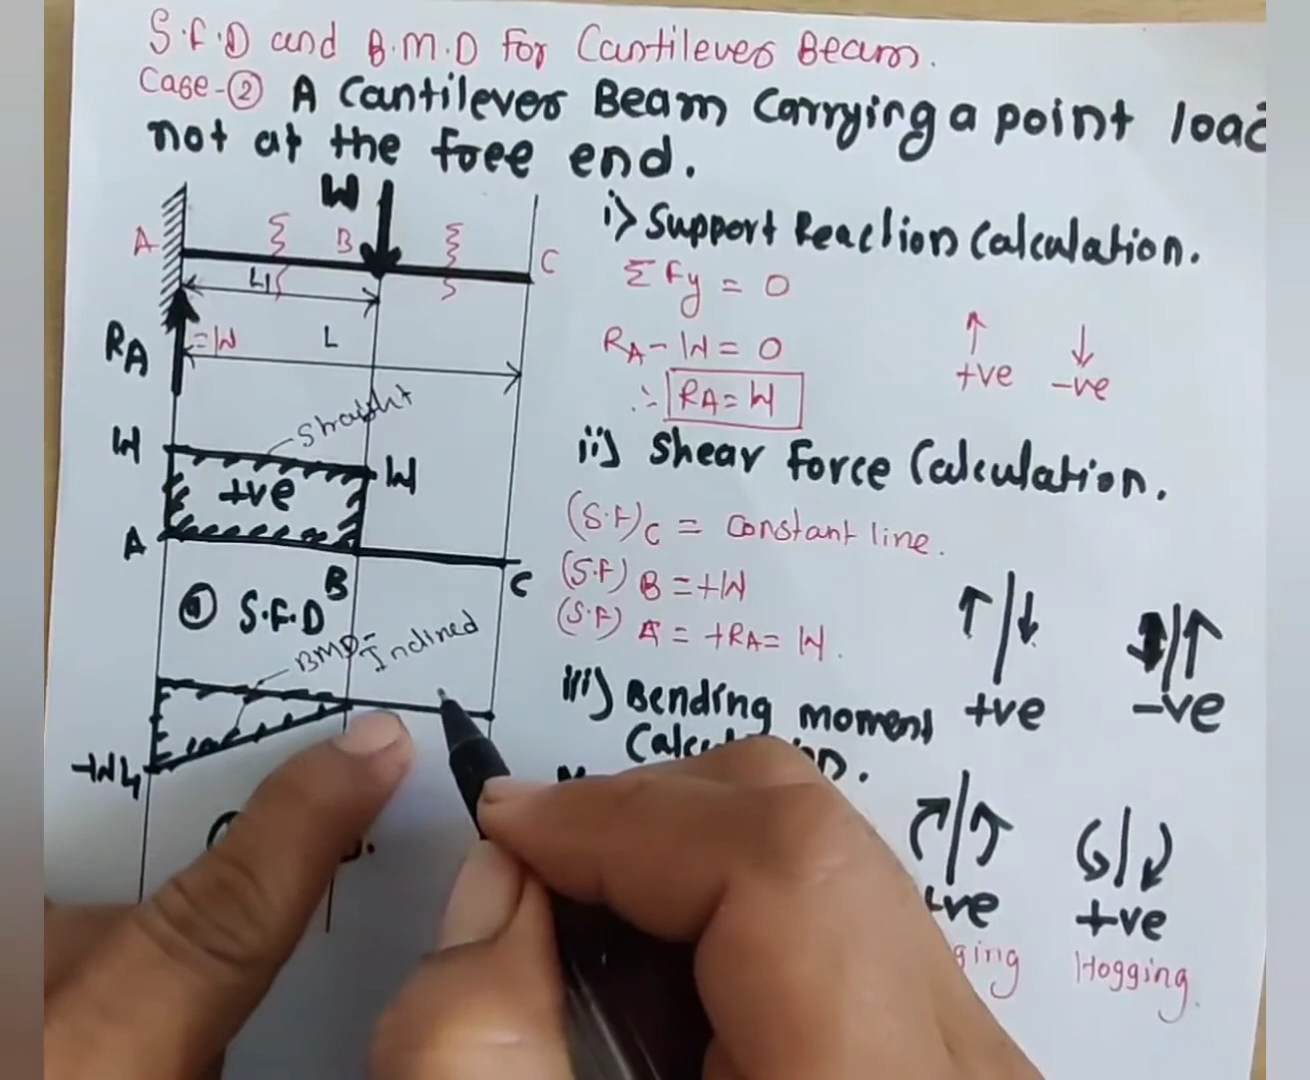 S.F.D and B.M.D For Cantilever Beam.
Case-② A Cantilever Beam Carrying a point load
not at the free end.
W
A
B
C
L1
L
RA
=W
i) Support Reaction Calculation.
ΣFy = 0
RA - W = 0
∴ RA = W
↑ +ve ↓ -ve
Straight
W
W
+ve
A
B
C
① S.F.D
ii) Shear Force Calculation.
(S.F)C = Constant line.
(S.F) B = +W
(S.F) A = +RA = W.
+ve
-ve
BMD-Inclined
iii) Bending moment
+ve
Hogging.